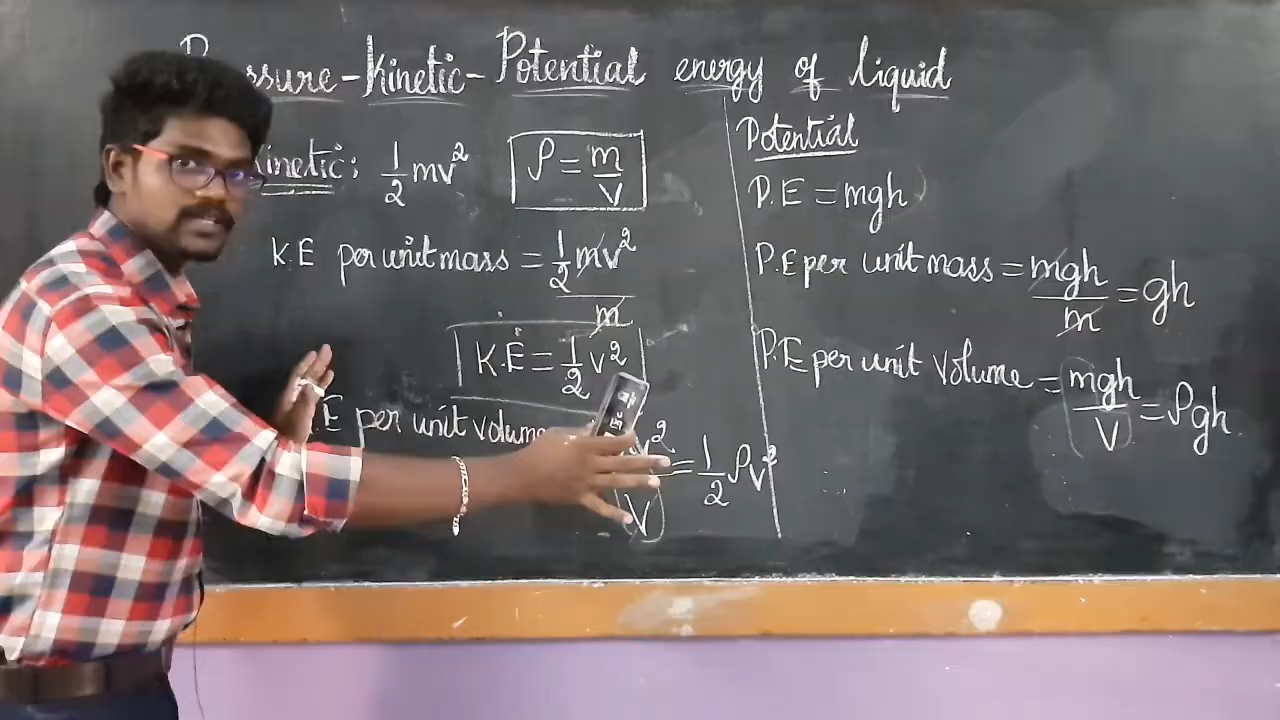 Pressure-Kinetic-Potential energy of liquid
Kinetic: 1/2 mv²
ρ = m/V
K.E per unit mass = 1/2 mv² / m
K.E = 1/2 v²
E per unit volume v² / V = 1/2 ρv²
Potential
P.E = mgh
P.E per unit mass = mgh/m = gh
P.E per unit volume = mgh/V = ρgh